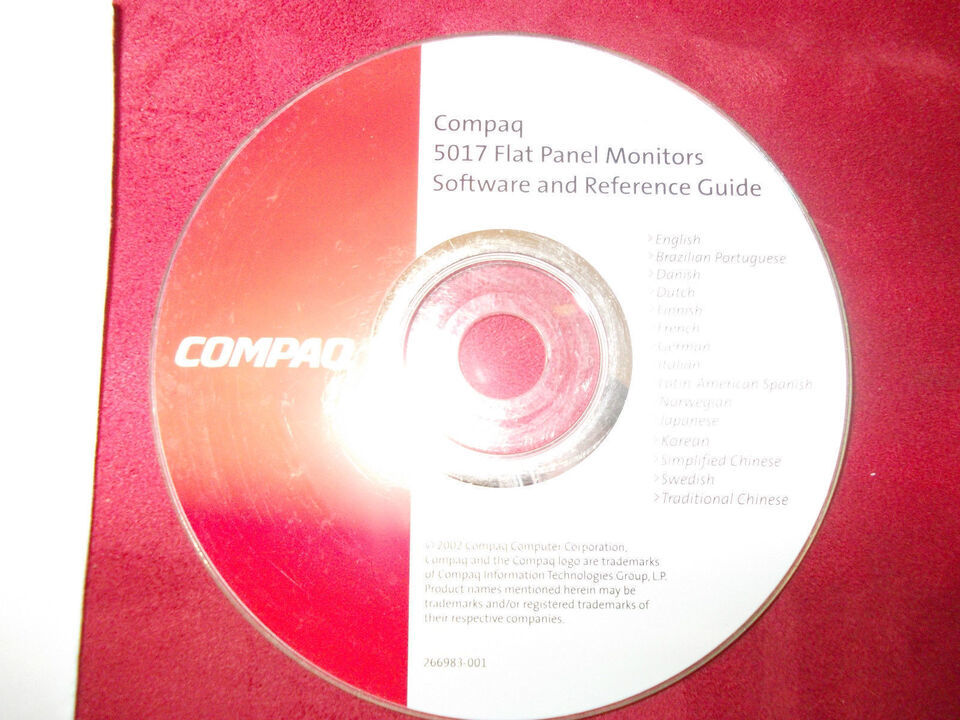 Compaq
5017 Flat Panel Monitors
Software and Reference Guide
>English
>Brazilian Portuguese
>Danish
>Dutch
>Finnish
>French
>German
>Italian
>Latin American Spanish
>Norwegian
>Japanese
>Korean
>Simplified Chinese
>Swedish
>Traditional Chinese
COMPAQ
© 2002 Compaq Computer Corporation.
Compaq and the Compaq logo are trademarks
of Compaq Information Technologies Group, L.P.
Product names mentioned herein may be
trademarks and/or registered trademarks of
their respective companies.
266983-001